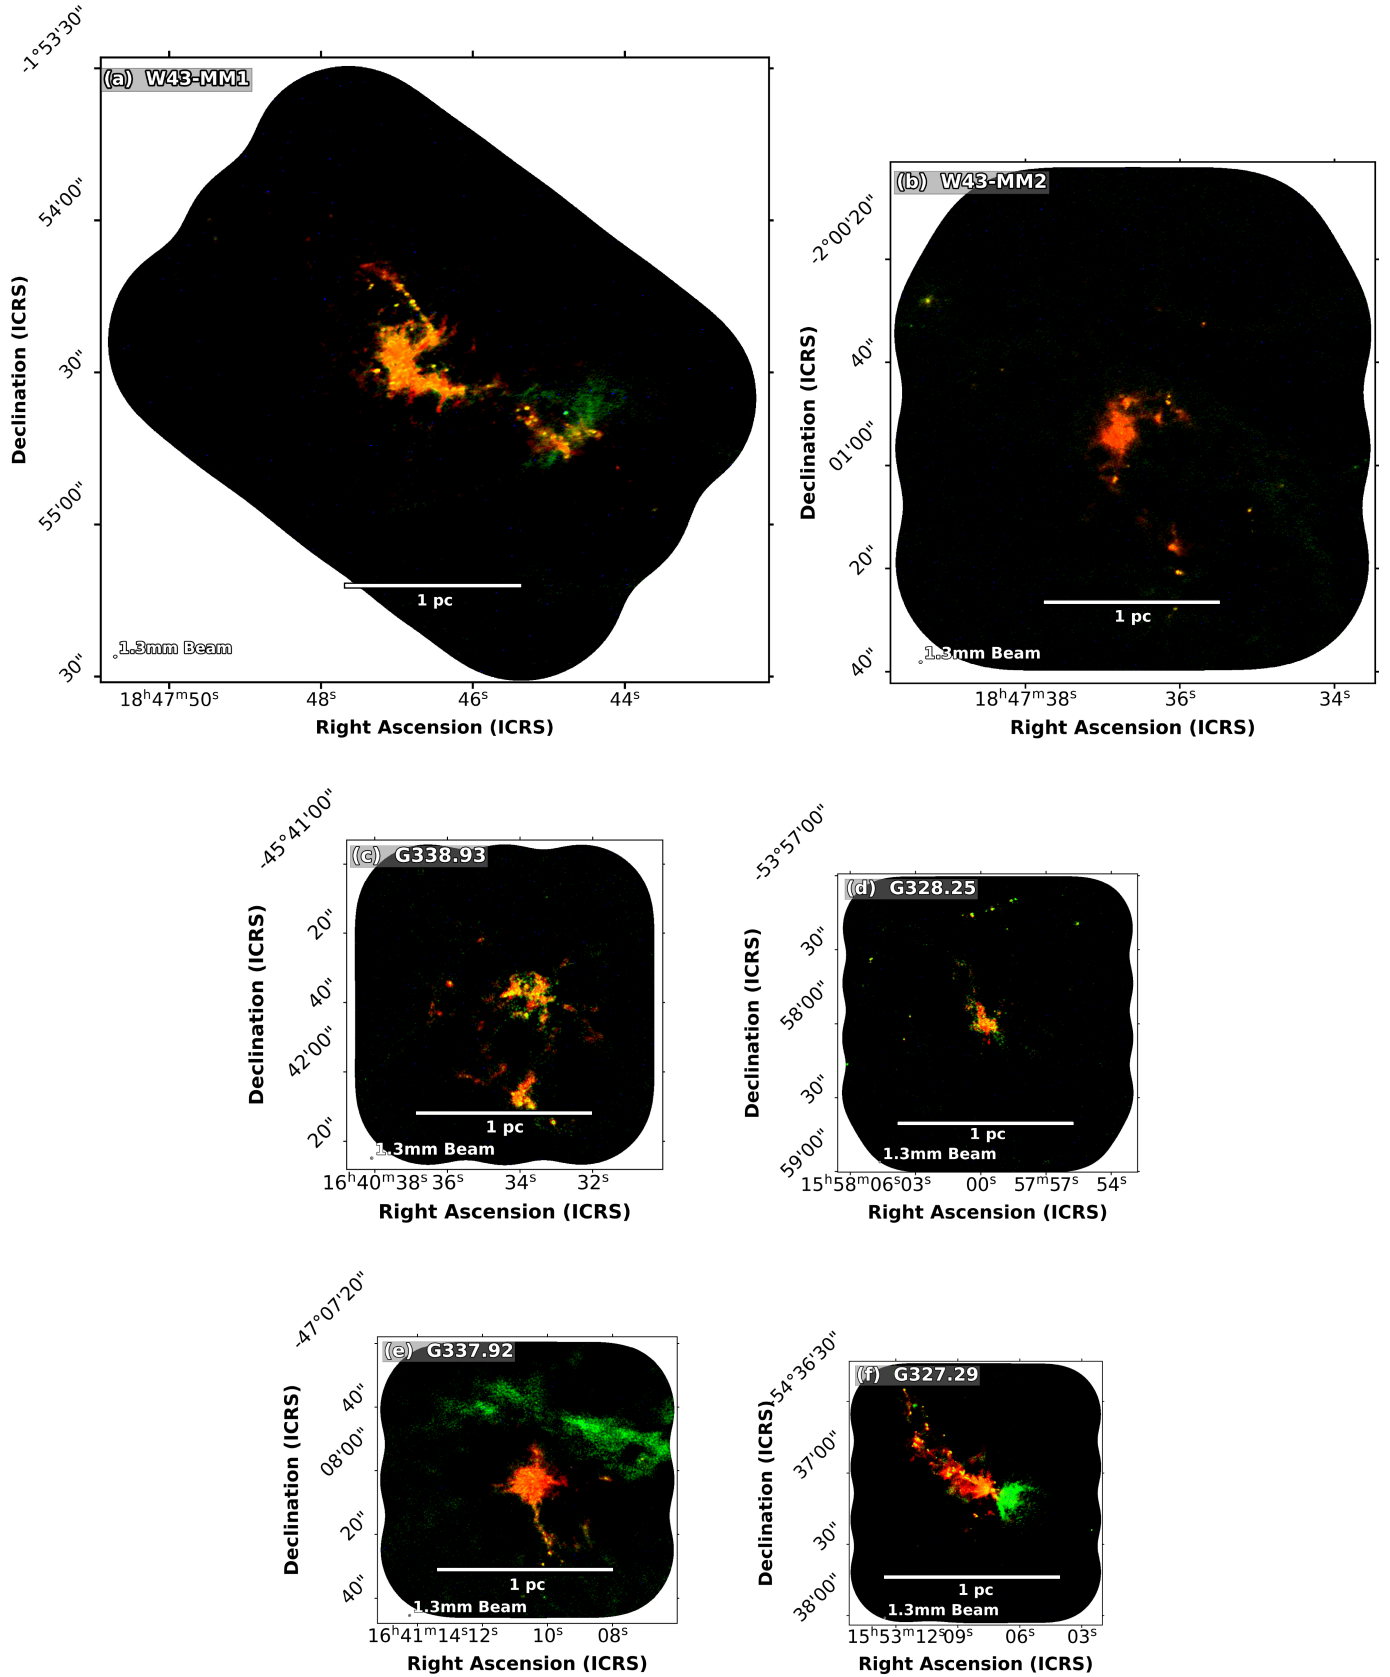 -1°53'30"
(a) W43-MM1
54'00"
30"
55'00"
30"
Declination (ICRS)
1 pc
1.3mm Beam
18ʰ47ᵐ50ˢ 48ˢ 46ˢ 44ˢ
Right Ascension (ICRS)
(b) W43-MM2
-2°00'20"
40"
01'00"
20"
40"
Declination (ICRS)
1 pc
1.3mm Beam
18ʰ47ᵐ38ˢ 36ˢ 34ˢ
Right Ascension (ICRS)
-45°41'00"
(c) G338.93
20"
40"
42'00"
20"
Declination (ICRS)
1 pc
1.3mm Beam
16ʰ40ᵐ38ˢ 36ˢ 34ˢ 32ˢ
Right Ascension (ICRS)
-53°57'00"
(d) G328.25
30"
58'00"
30"
59'00"
Declination (ICRS)
1 pc
1.3mm Beam
15ʰ58ᵐ06ˢ03ˢ 00ˢ 57ᵐ57ˢ 54ˢ
Right Ascension (ICRS)
-47°07'20"
(e) G337.92
40"
08'00"
20"
40"
Declination (ICRS)
1 pc
1.3mm Beam
16ʰ41ᵐ14ˢ12ˢ 10ˢ 08ˢ
Right Ascension (ICRS)
-54°36'30"
(f) G327.29
37'00"
30"
38'00"
Declination (ICRS)
1 pc
1.3mm Beam
15ʰ53ᵐ12ˢ09ˢ 06ˢ 03ˢ
Right Ascension (ICRS)